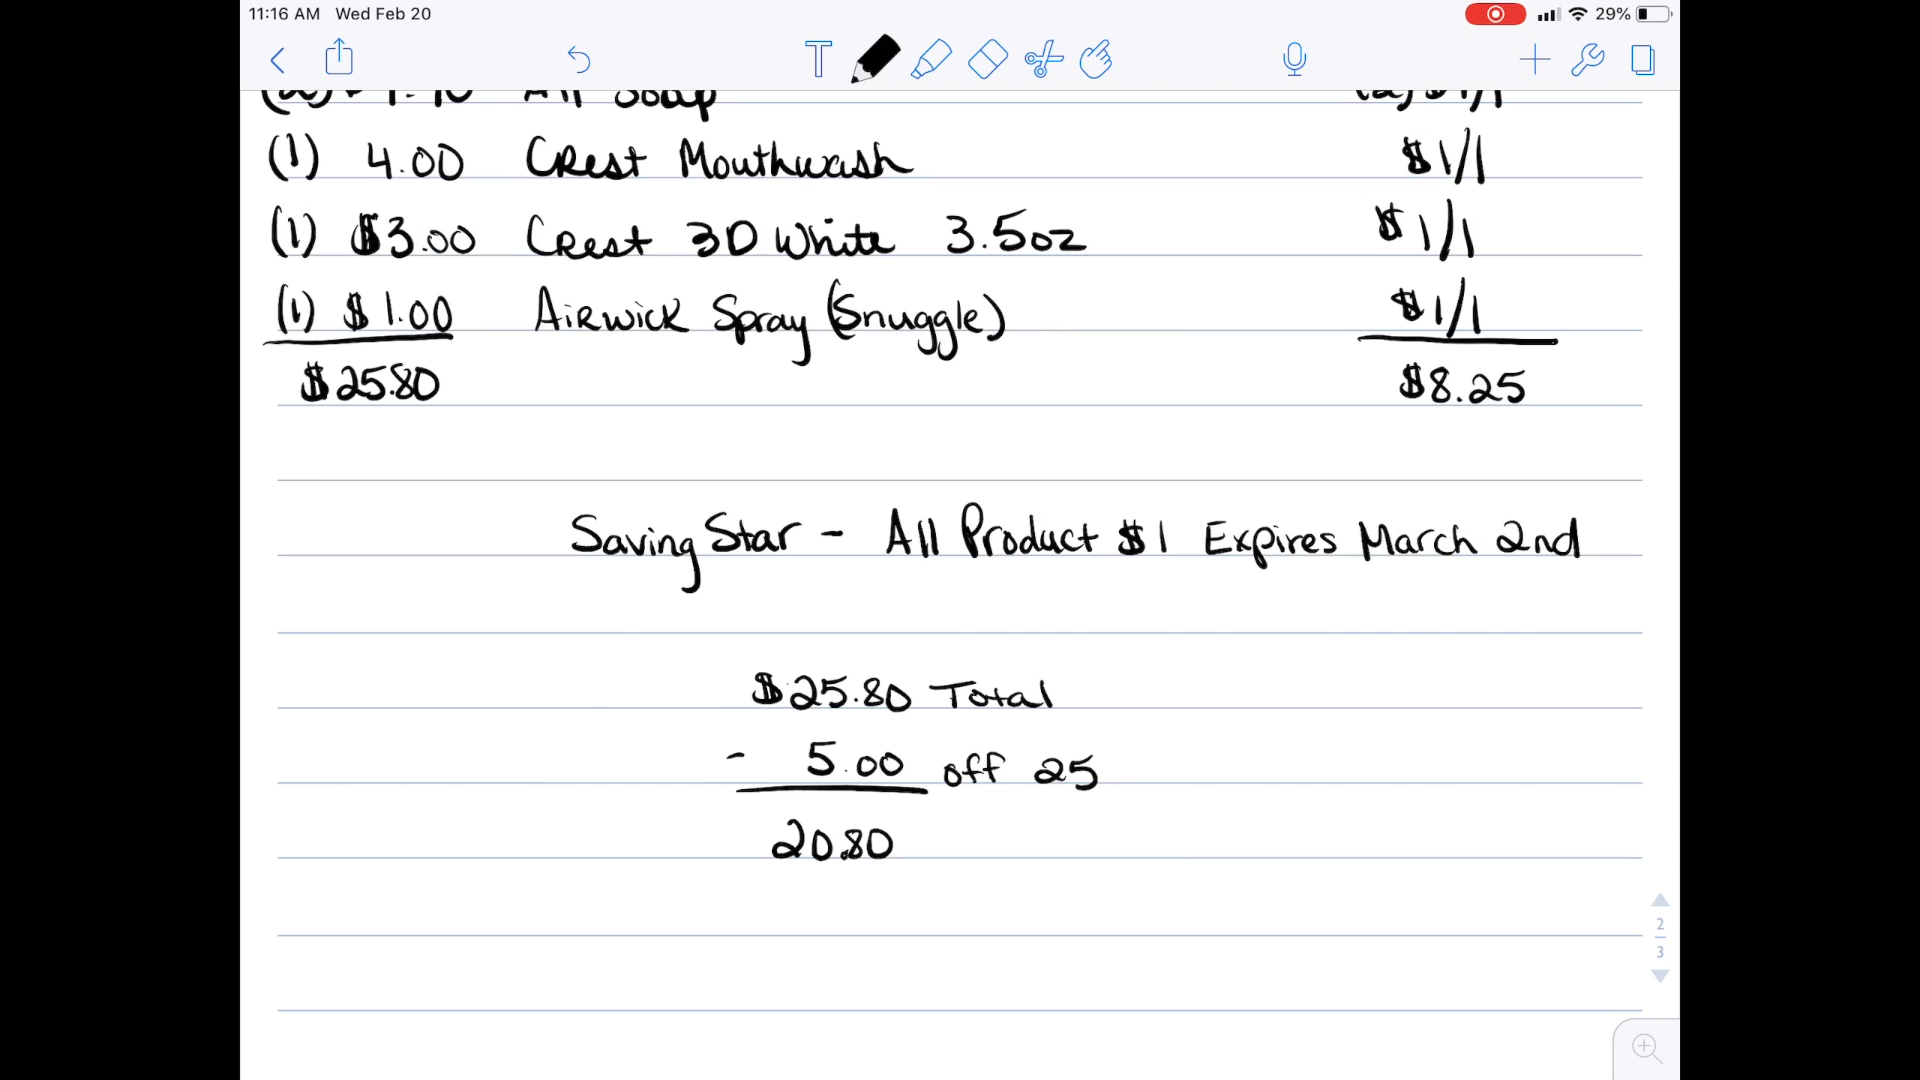 11:16 AM Wed Feb 20 29%
T
All Soap
(1) 4.00 Crest Mouthwash $1/1
(1) $3.00 Crest 3D White 3.5oz $1/1
(1) $1.00 Airwick Spray (Snuggle) $1/1
$25.80 $8.25
Saving Star - All Product $1 Expires March 2nd
$25.80 Total
- 5.00 off 25
20.80
2
3